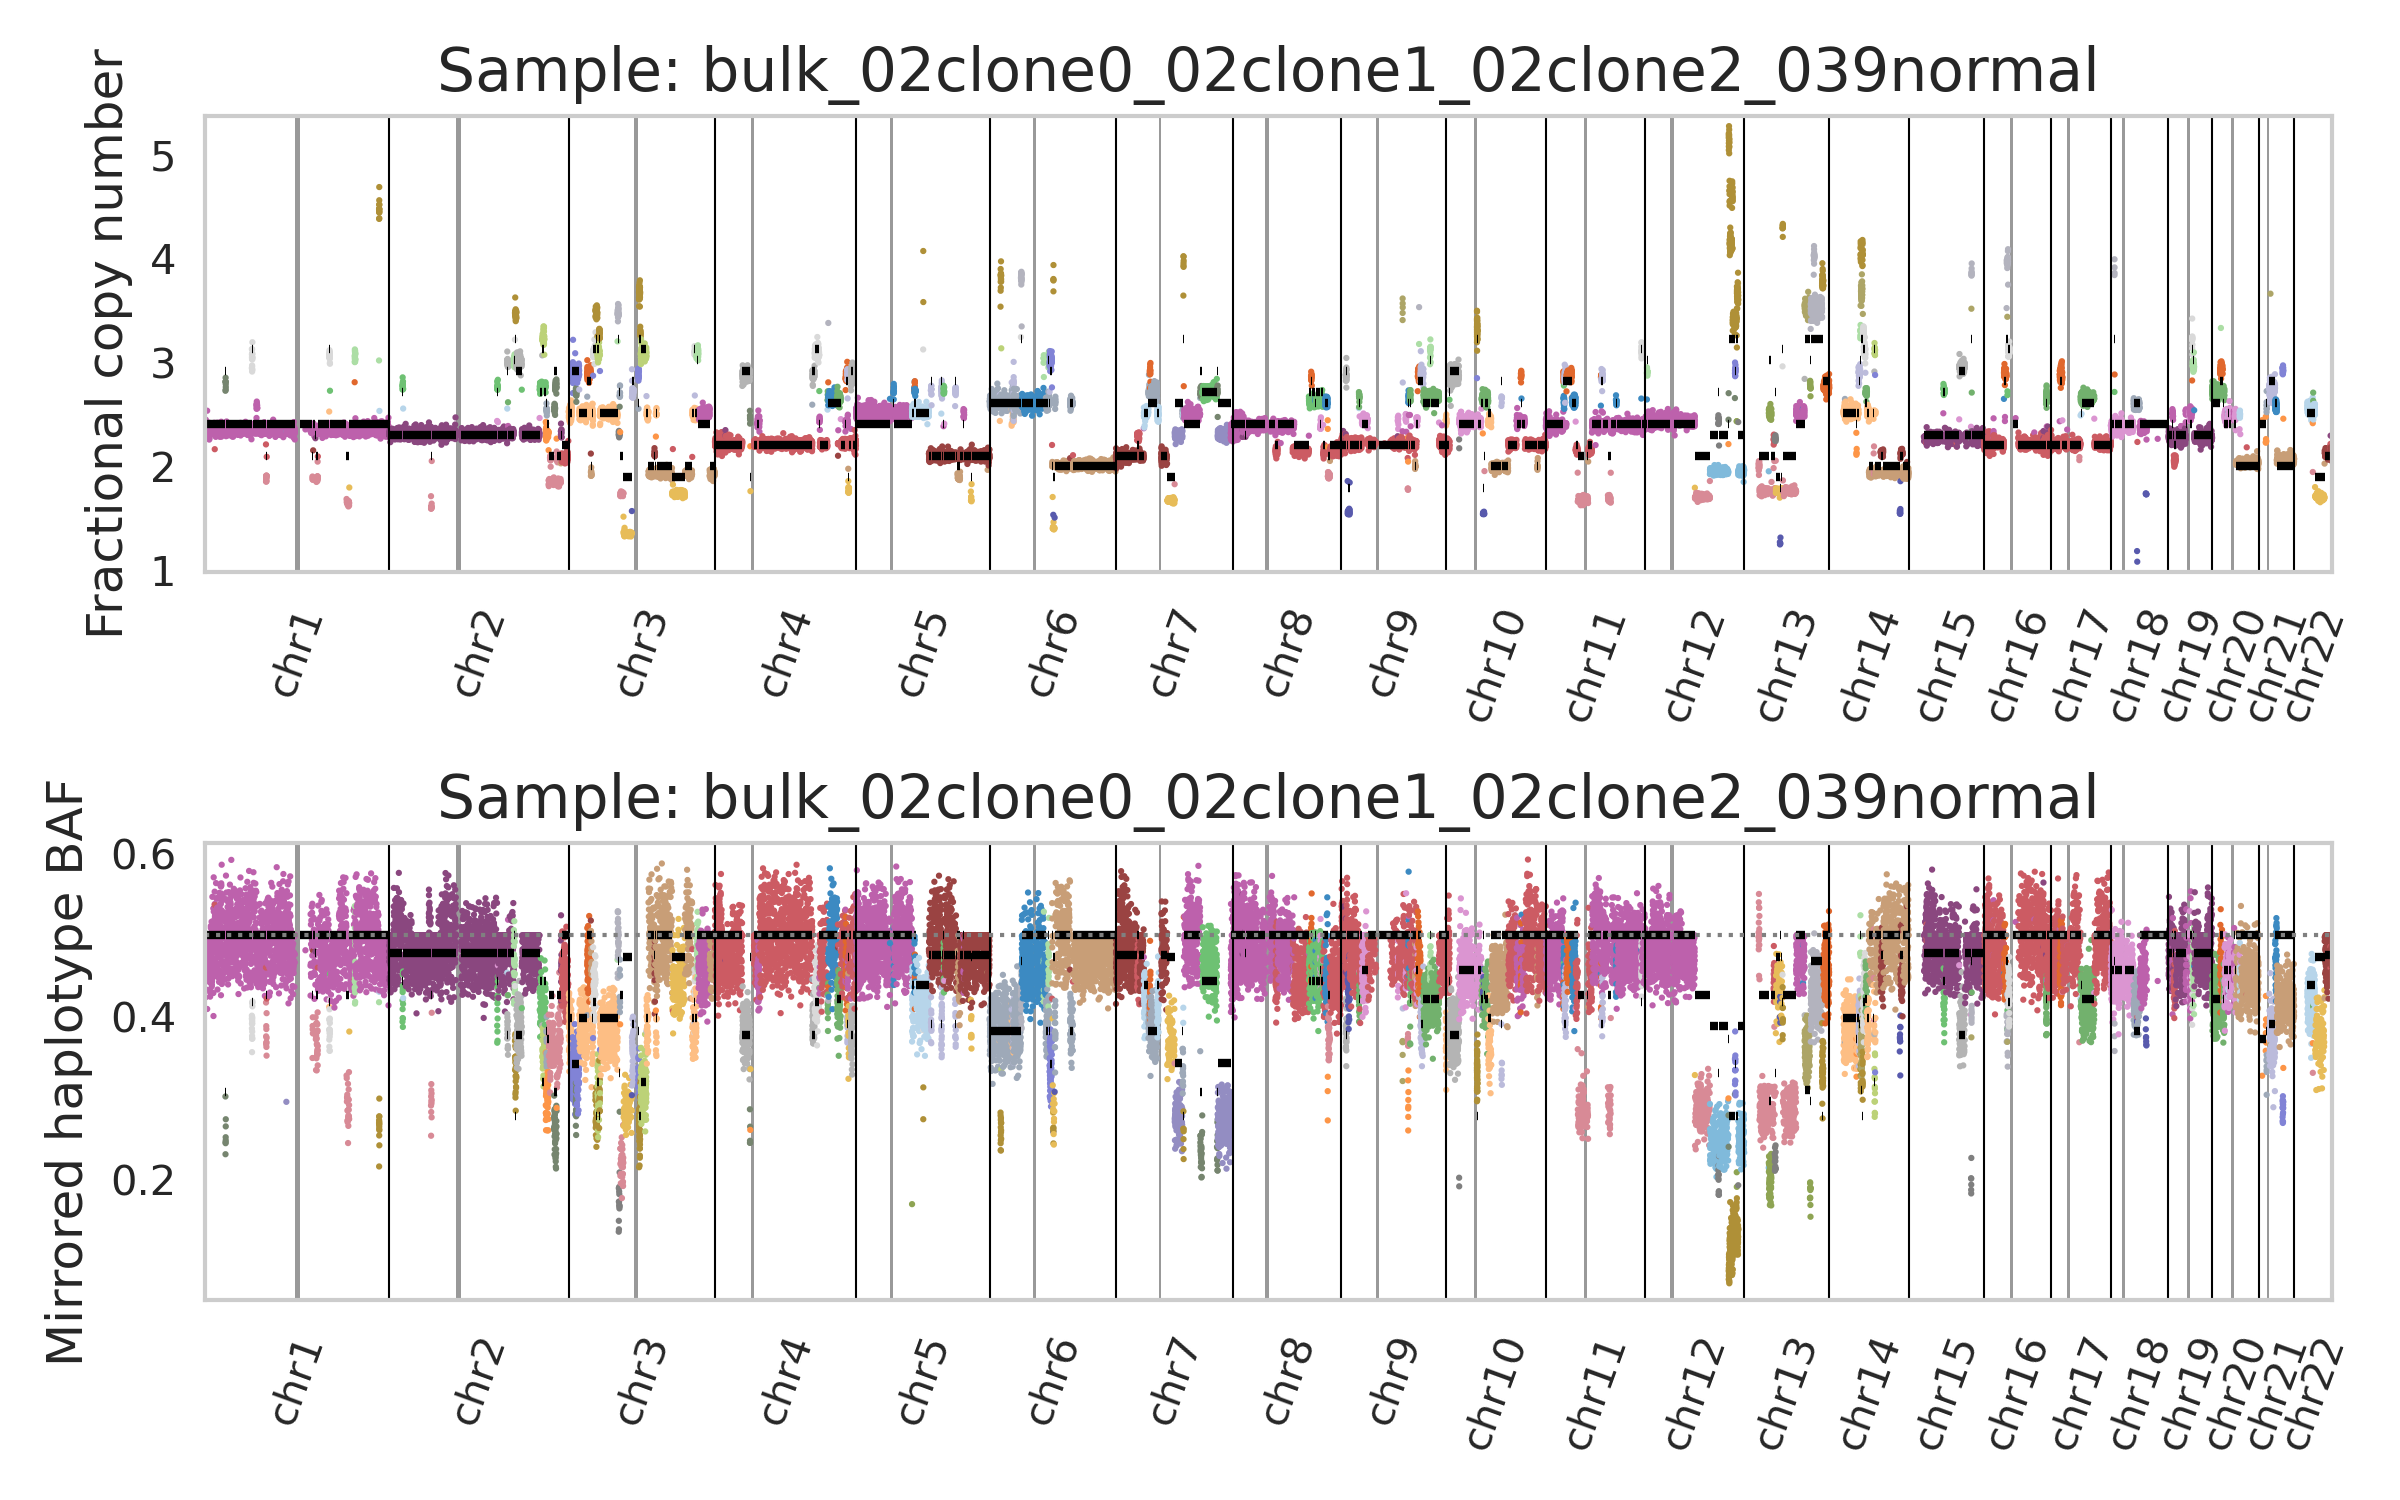 Sample: bulk_02clone0_02clone1_02clone2_039normal
Fractional copy number
5
4
3
2
1
chr1
chr2
chr3
chr4
chr5
chr6
chr7
chr8
chr9
chr10
chr11
chr12
chr13
chr14
chr15
chr16
chr17
chr18
chr19
chr20
chr21
chr22
Sample: bulk_02clone0_02clone1_02clone2_039normal
Mirrored haplotype BAF
0.6
0.4
0.2
chr1
chr2
chr3
chr4
chr5
chr6
chr7
chr8
chr9
chr10
chr11
chr12
chr13
chr14
chr15
chr16
chr17
chr18
chr19
chr20
chr21
chr22